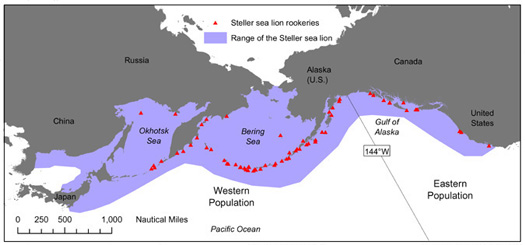 Steller sea lion rookeries
Range of the Steller sea lion
Russia
Canada
Alaska
(U.S.)
China
United
States
Okhotsk
Sea
Bering
Sea
Gulf of
Alaska
144°W
Japan
Western
Population
Eastern
Population
0 250 500 1,000
Nautical Miles
Pacific Ocean